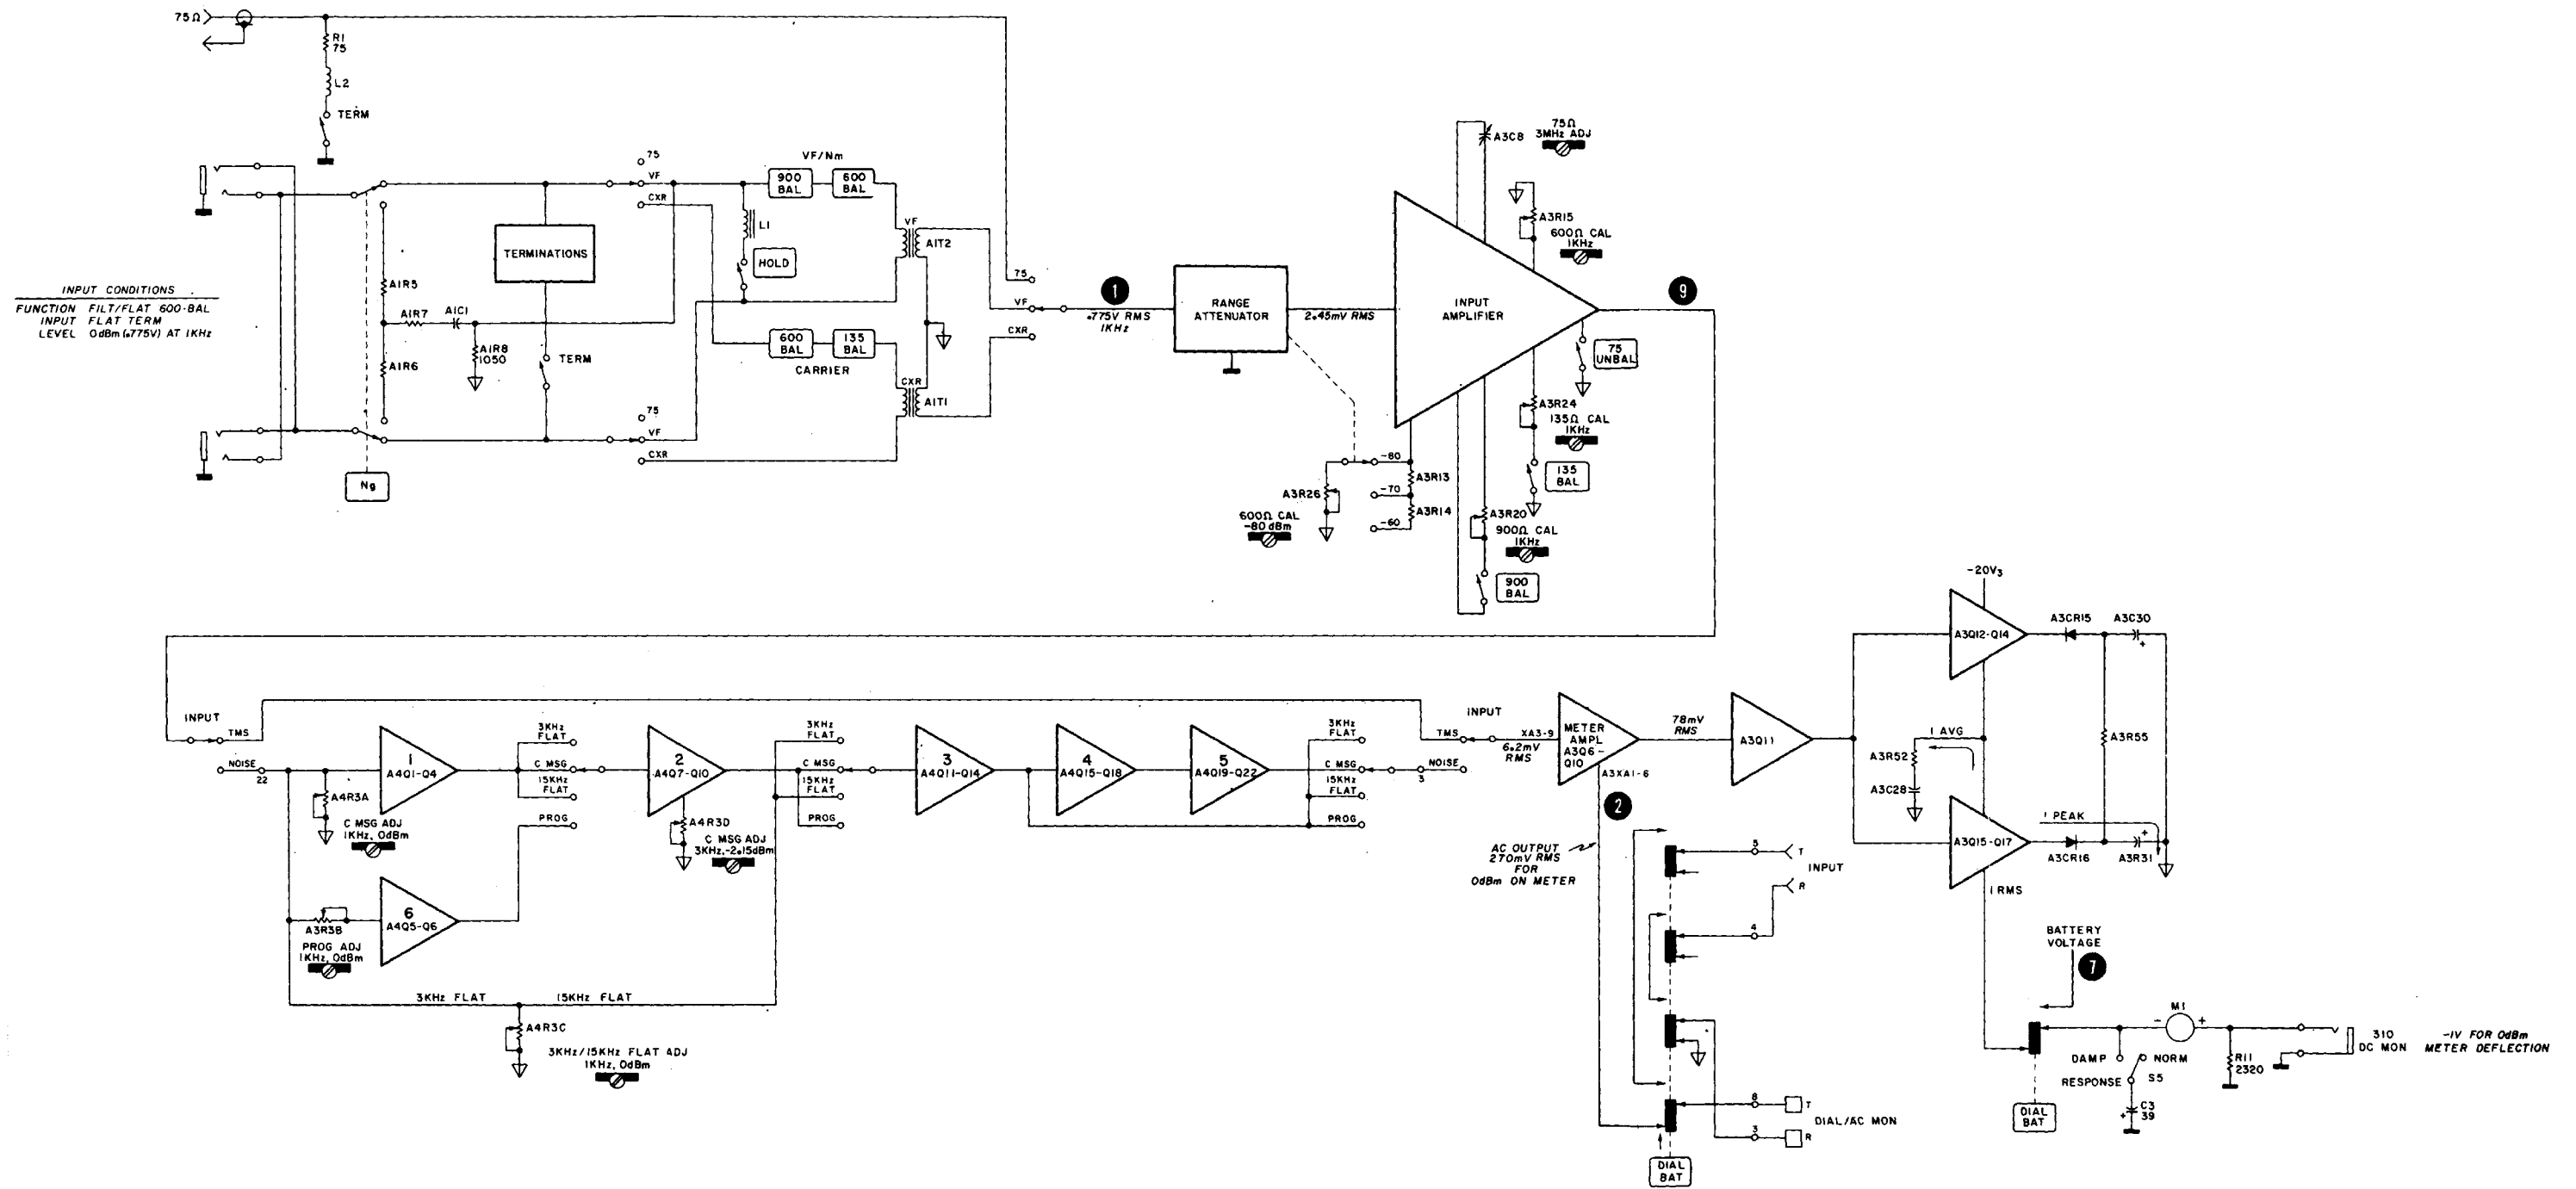 75Ω
R1
75
L2
TERM
INPUT CONDITIONS
FUNCTION FILT/FLAT 600-BAL
INPUT FLAT TERM
LEVEL 0dBm (.775V) AT 1KHz
A1R5
A1R7
A1C1
A1R8
1050
A1R6
Ng
TERMINATIONS
TERM
75
VF
CXR
75
VF
CXR
VF/Nm
900
BAL
600
BAL
L1
HOLD
600
BAL
135
BAL
CARRIER
VF
A1T2
CXR
A1T1
75
VF
CXR
1
.775V RMS
1KHz
RANGE
ATTENUATOR
2.45mV RMS
INPUT
AMPLIFIER
A3C8
75Ω
3MHz ADJ
A3R15
600Ω CAL
1KHz
9
75
UNBAL
A3R24
135Ω CAL
1KHz
135
BAL
-80
A3R13
-70
A3R14
-60
A3R26
600Ω CAL
-80 dBm
A3R20
900Ω CAL
1KHz
900
BAL
INPUT
TMS
NOISE
22
A4R3A
C MSG ADJ
1KHz, 0dBm
1
A4Q1-Q4
3KHz
FLAT
C MSG
15KHz
FLAT
PROG
2
A4Q7-Q10
A4R3D
C MSG ADJ
3KHz,-2.15dBm
3KHz
FLAT
C MSG
15KHz
FLAT
PROG
3
A4Q11-Q14
4
A4Q15-Q18
5
A4Q19-Q22
3KHz
FLAT
C MSG
15KHz
FLAT
PROG
INPUT
TMS
NOISE
3
XA3-9
6.2mV
RMS
METER
AMPL
A3Q6-
Q10
A3XA1-6
78mV
RMS
A3Q11
-20V3
A3Q12-Q14
A3CR15
A3C30
+
A3R55
I AVG
A3R52
A3C28
A3Q15-Q17
I PEAK
A3CR16
+
A3R31
I RMS
6
A4Q5-Q6
A3R3B
PROG ADJ
1KHz, 0dBm
3KHz FLAT
15KHz FLAT
A4R3C
3KHz/15KHz FLAT ADJ
1KHz, 0dBm
2
AC OUTPUT
270mV RMS
FOR
0dBm ON METER
5
T
INPUT
R
4
8
T
DIAL/AC MON
3
R
DIAL
BAT
BATTERY
VOLTAGE
7
M1
-
+
DAMP
NORM
RESPONSE
S5
C3
39
+
R11
2320
310
DC MON
-1V FOR 0dBm
METER DEFLECTION
DIAL
BAT